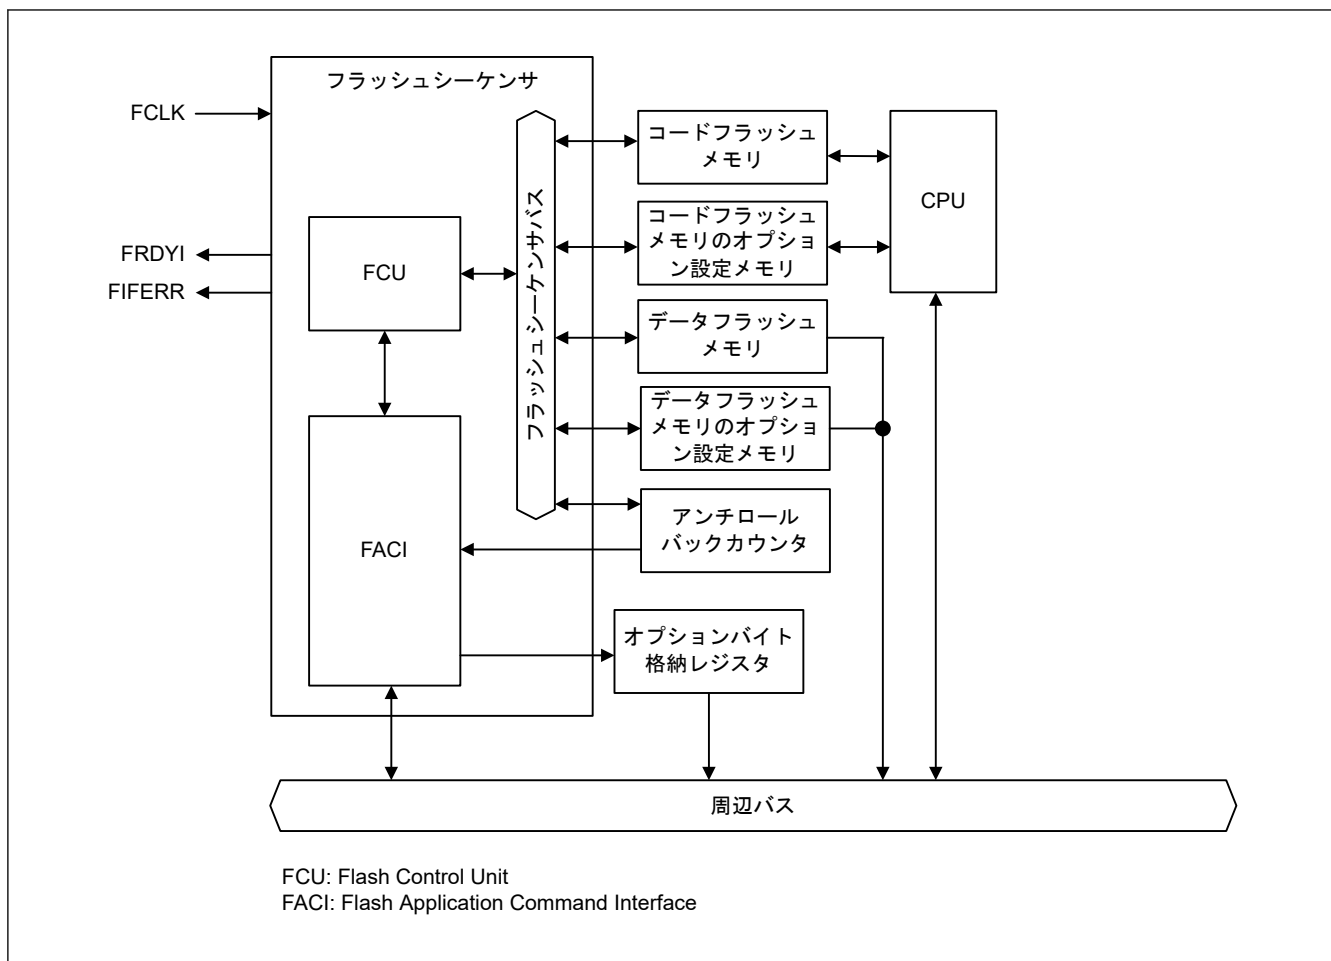 フラッシュシーケンサ
FCLK
FRDYI
FIFERR
FCU
FACI
フラッシュシーケンサバス
コードフラッシュ
メモリ
コードフラッシュ
メモリのオプショ
ン設定メモリ
データフラッシュ
メモリ
データフラッシュ
メモリのオプショ
ン設定メモリ
アンチロール
バックカウンタ
オプションバイト
格納レジスタ
CPU
周辺バス
FCU: Flash Control Unit
FACI: Flash Application Command Interface